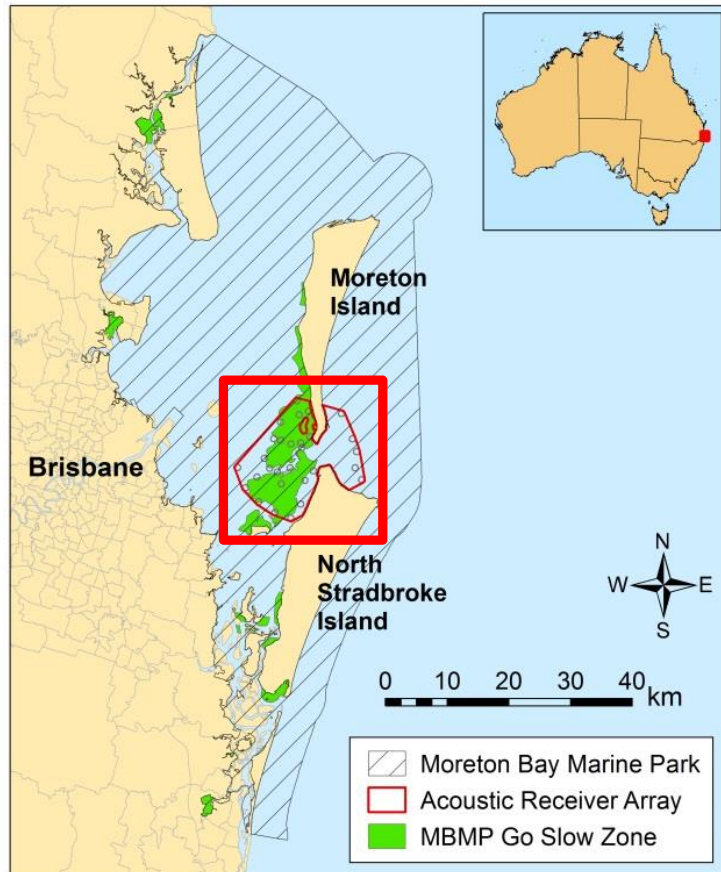 Moreton
Island
Brisbane
North
Stradbroke
Island
N
W E
S
0 10 20 30 40
km
Moreton Bay Marine Park
Acoustic Receiver Array
MBMP Go Slow Zone